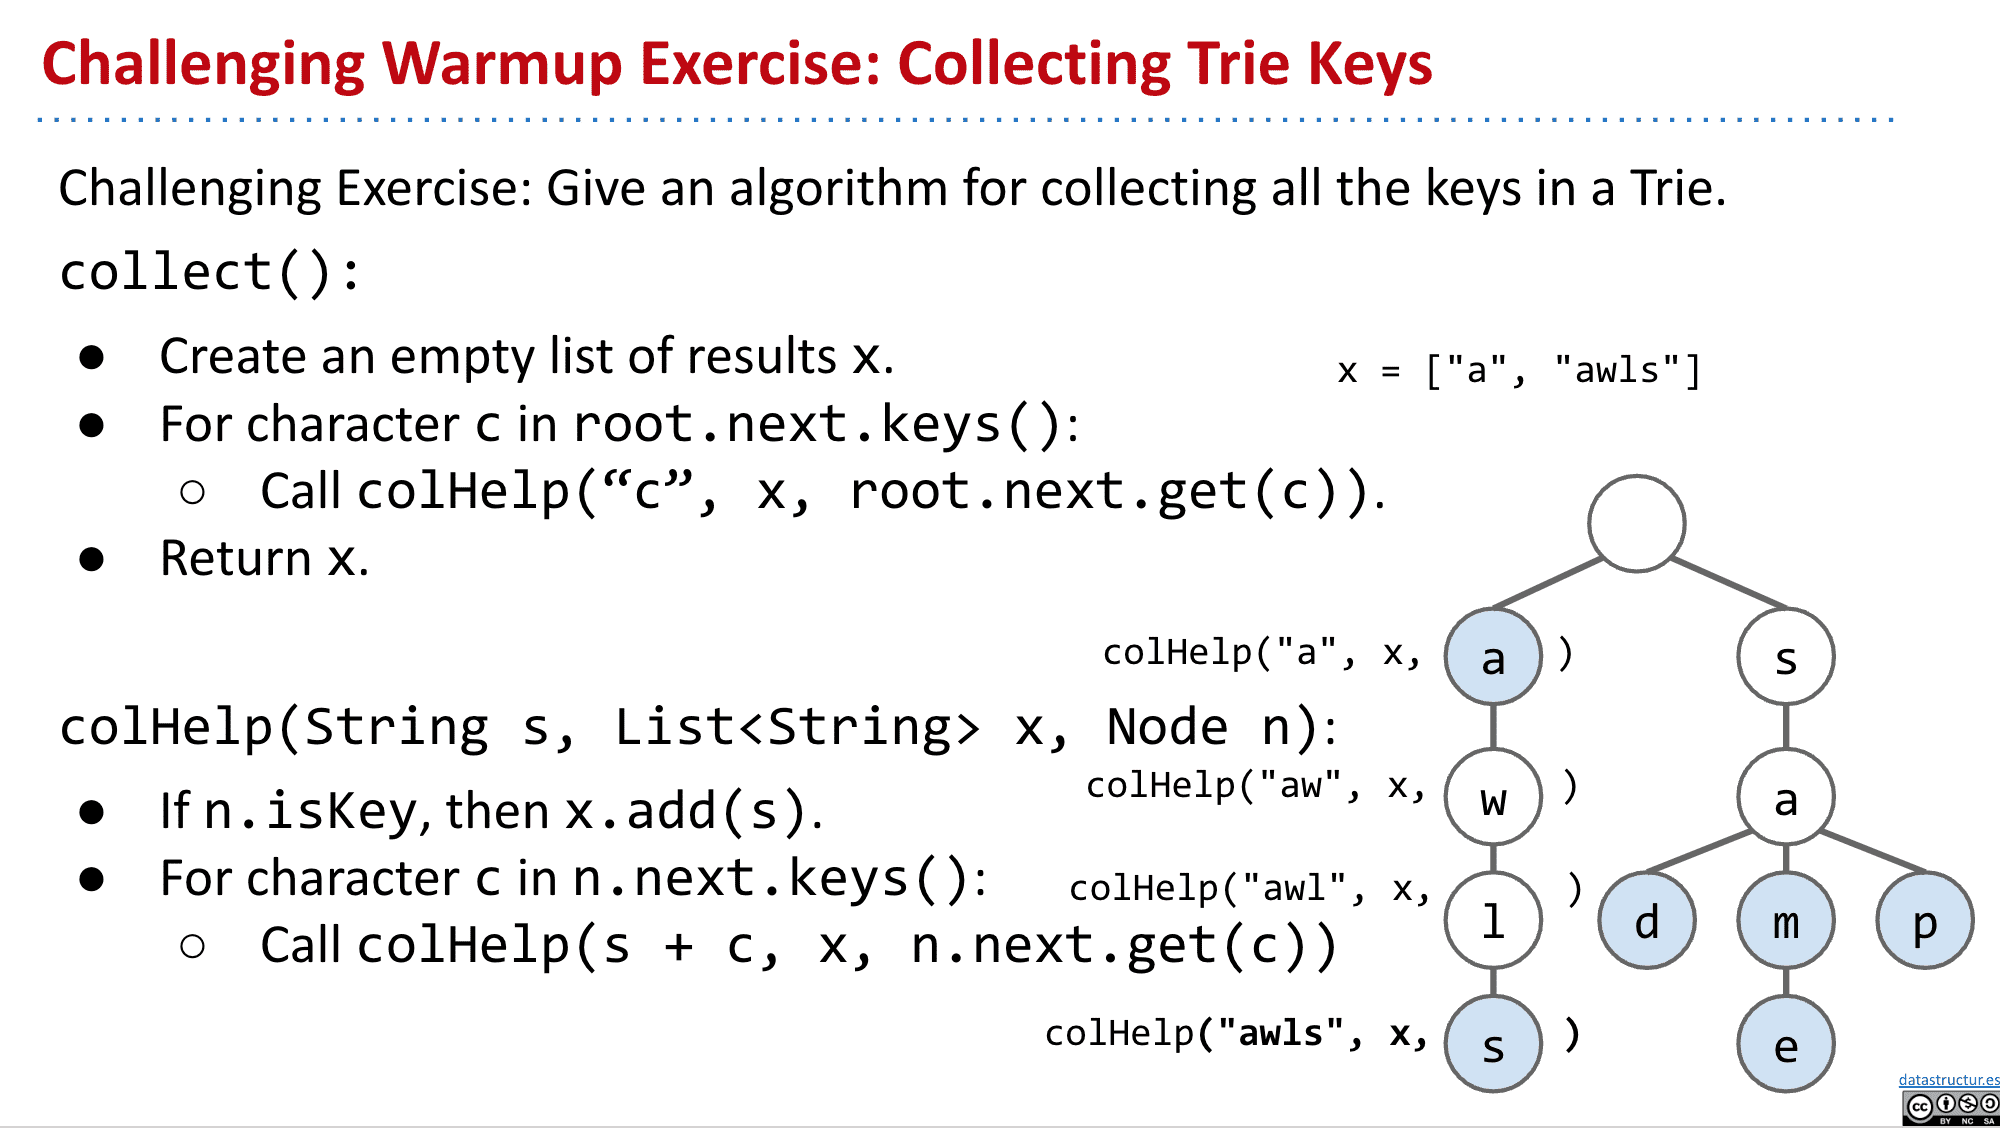 Challenging Warmup Exercise: Collecting Trie Keys
Challenging Exercise: Give an algorithm for collecting all the keys in a Trie.
collect():
● Create an empty list of results x.
● For character c in root.next.keys():
○ Call colHelp(“c”, x, root.next.get(c)).
● Return x.
x = ["a", "awls"]
colHelp(String s, List<String> x, Node n):
● If n.isKey, then x.add(s).
● For character c in n.next.keys():
○ Call colHelp(s + c, x, n.next.get(c))
colHelp("a", x, a ) s
colHelp("aw", x, w ) a
colHelp("awl", x, l ) d m p
colHelp("awls", x, s ) e
datastructur.es
cc
BY NC SA